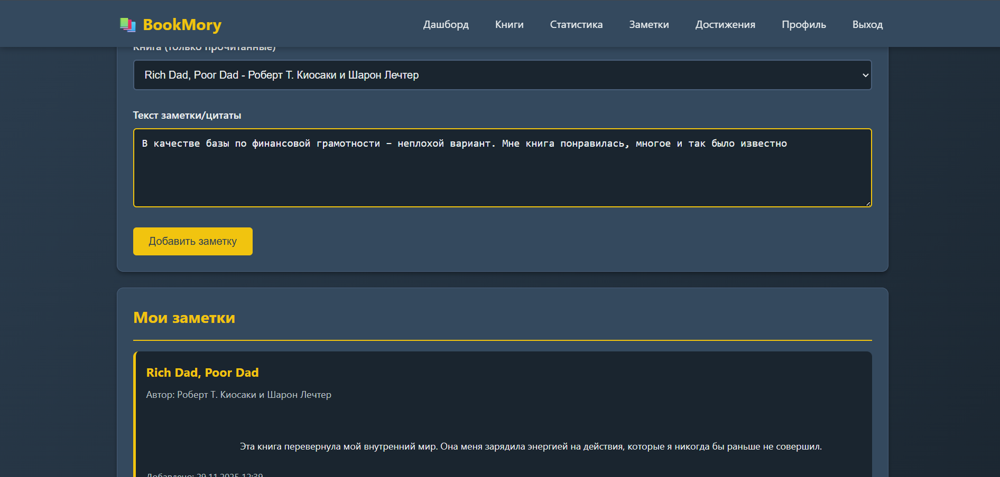 BookMory
Дашборд Книги Статистика Заметки Достижения Профиль Выход
Книга (только прочитанные)
Rich Dad, Poor Dad - Роберт Т. Киосаки и Шарон Лечтер
Текст заметки/цитаты
В качестве базы по финансовой грамотности – неплохой вариант. Мне книга понравилась, многое и так было известно
Добавить заметку
Мои заметки
Rich Dad, Poor Dad
Автор: Роберт Т. Киосаки и Шарон Лечтер
Эта книга перевернула мой внутренний мир. Она меня зарядила энергией на действия, которые я никогда бы раньше не совершил.
Добавлено: 29.11.2025 12:39